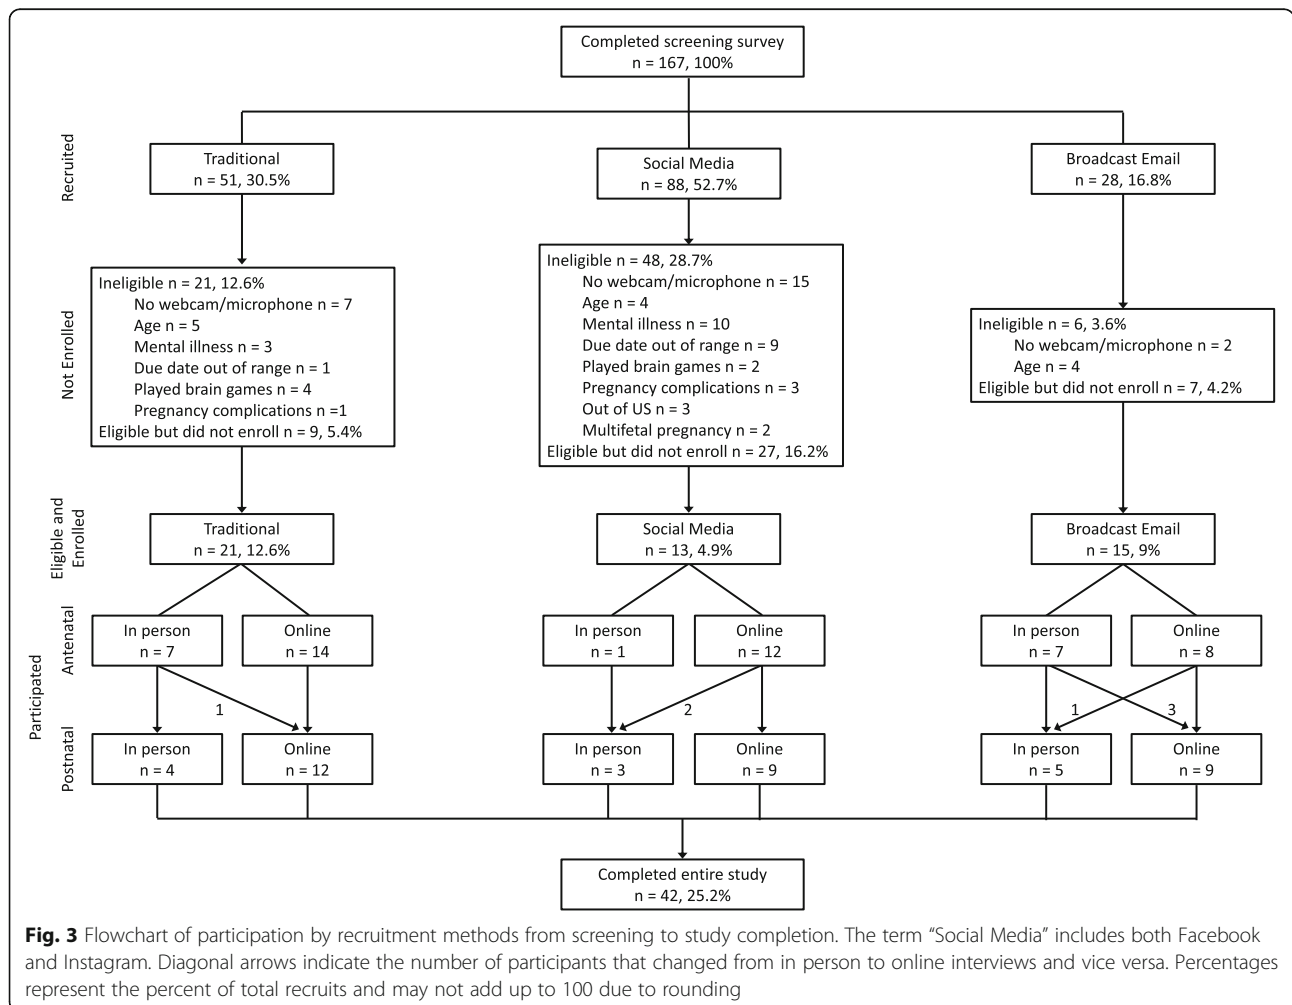 Completed screening survey
n = 167, 100%
Recruited
Traditional
n = 51, 30.5%
Social Media
n = 88, 52.7%
Broadcast Email
n = 28, 16.8%
Not Enrolled
Ineligible n = 21, 12.6%
No webcam/microphone n = 7
Age n = 5
Mental illness n = 3
Due date out of range n = 1
Played brain games n = 4
Pregnancy complications n =1
Eligible but did not enroll n = 9, 5.4%
Ineligible n = 48, 28.7%
No webcam/microphone n = 15
Age n = 4
Mental illness n = 10
Due date out of range n = 9
Played brain games n = 2
Pregnancy complications n = 3
Out of US n = 3
Multifetal pregnancy n = 2
Eligible but did not enroll n = 27, 16.2%
Ineligible n = 6, 3.6%
No webcam/microphone n = 2
Age n = 4
Eligible but did not enroll n = 7, 4.2%
Eligible and
Enrolled
Traditional
n = 21, 12.6%
Social Media
n = 13, 4.9%
Broadcast Email
n = 15, 9%
Participated
Antenatal
In person
n = 7
Online
n = 14
In person
n = 1
Online
n = 12
In person
n = 7
Online
n = 8
1
2
1
3
Postnatal
In person
n = 4
Online
n = 12
In person
n = 3
Online
n = 9
In person
n = 5
Online
n = 9
Completed entire study
n = 42, 25.2%
Fig. 3 Flowchart of participation by recruitment methods from screening to study completion. The term “Social Media” includes both Facebook
and Instagram. Diagonal arrows indicate the number of participants that changed from in person to online interviews and vice versa. Percentages
represent the percent of total recruits and may not add up to 100 due to rounding